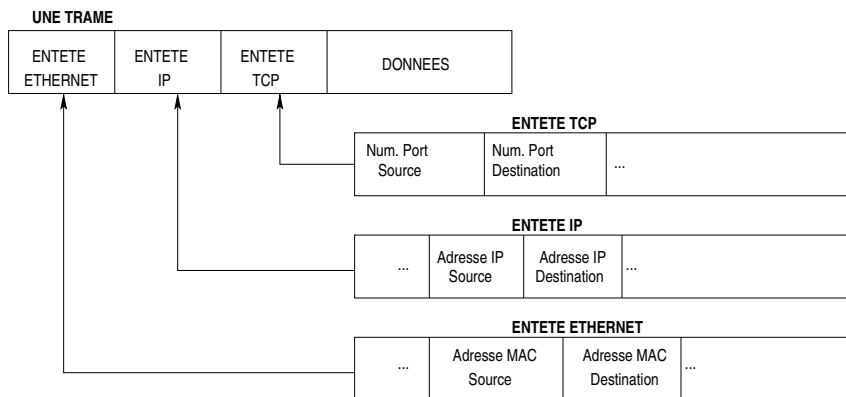 UNE TRAME
ENTETE ETHERNET
ENTETE IP
ENTETE TCP
DONNEES
ENTETE TCP
Num. Port Source
Num. Port Destination
...
ENTETE IP
...
Adresse IP Source
Adresse IP Destination
...
ENTETE ETHERNET
...
Adresse MAC Source
Adresse MAC Destination
...